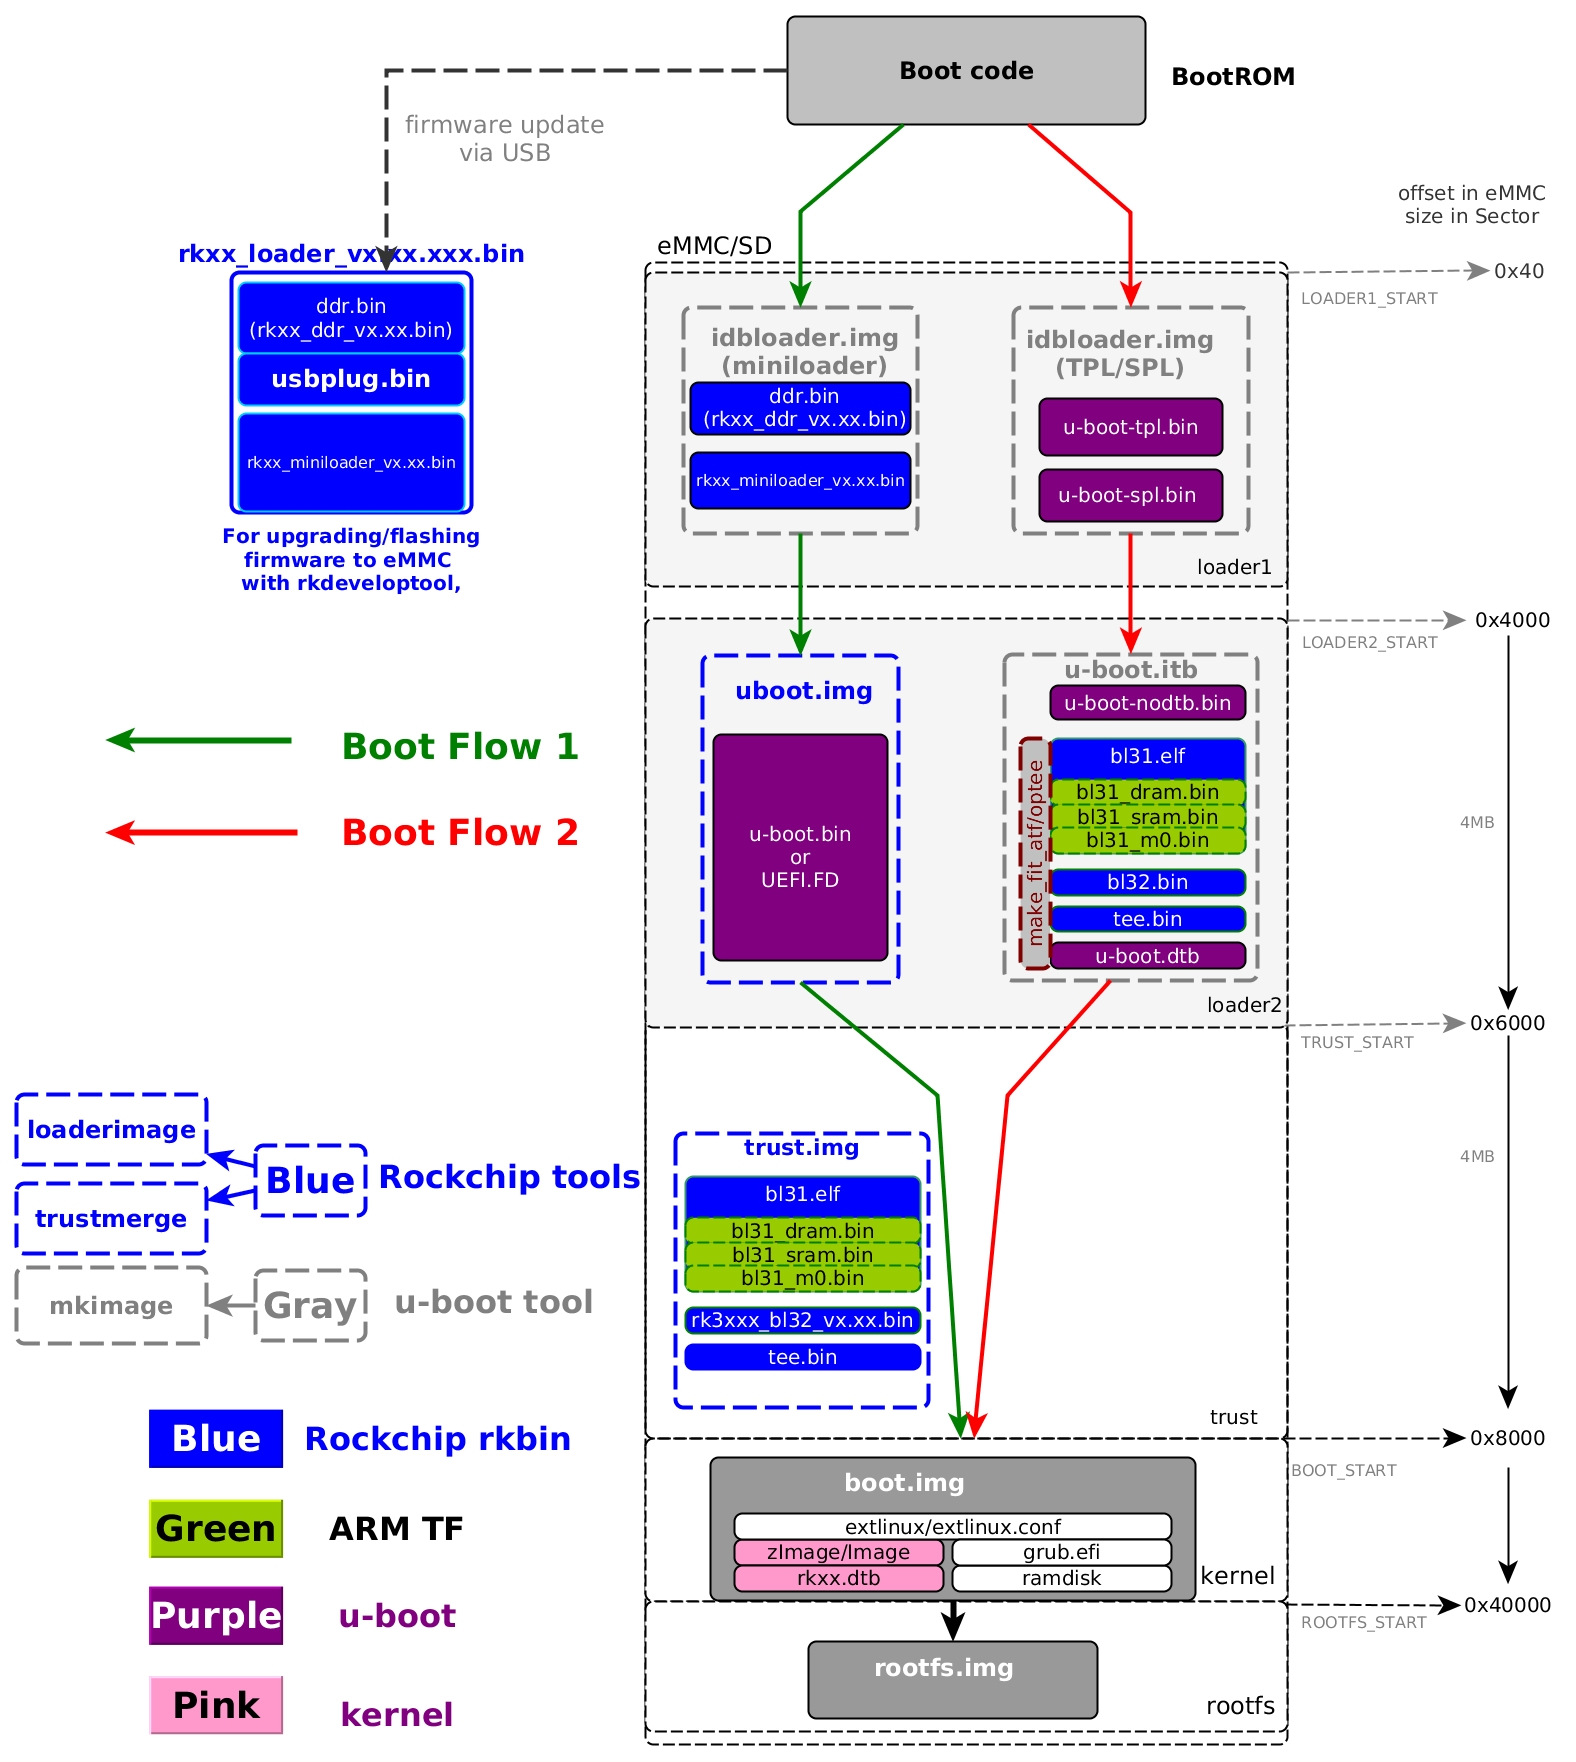 Boot code
BootROM
firmware update
via USB
offset in eMMC
size in Sector
rkxx_loader_vx.xx.xxx.bin
ddr.bin
(rkxx_ddr_vx.xx.bin)
usbplug.bin
rkxx_miniloader_vx.xx.bin
For upgrading/flashing
firmware to eMMC
with rkdeveloptool,
eMMC/SD
0x40
LOADER1_START
idbloader.img
(miniloader)
ddr.bin
(rkxx_ddr_vx.xx.bin)
rkxx_miniloader_vx.xx.bin
idbloader.img
(TPL/SPL)
u-boot-tpl.bin
u-boot-spl.bin
loader1
0x4000
LOADER2_START
uboot.img
u-boot.bin
or
UEFI.FD
u-boot.itb
u-boot-nodtb.bin
make_fit_atf/optee
bl31.elf
bl31_dram.bin
bl31_sram.bin
bl31_m0.bin
bl32.bin
tee.bin
u-boot.dtb
loader2
4MB
Boot Flow 1
Boot Flow 2
0x6000
TRUST_START
4MB
loaderimage
trustmerge
Blue
Rockchip tools
mkimage
Gray
u-boot tool
trust.img
bl31.elf
bl31_dram.bin
bl31_sram.bin
bl31_m0.bin
rk3xxx_bl32_vx.xx.bin
tee.bin
trust
0x8000
BOOT_START
Blue
Rockchip rkbin
Green
ARM TF
Purple
u-boot
Pink
kernel
boot.img
extlinux/extlinux.conf
zImage/Image
grub.efi
rkxx.dtb
ramdisk
kernel
0x40000
ROOTFS_START
rootfs.img
rootfs